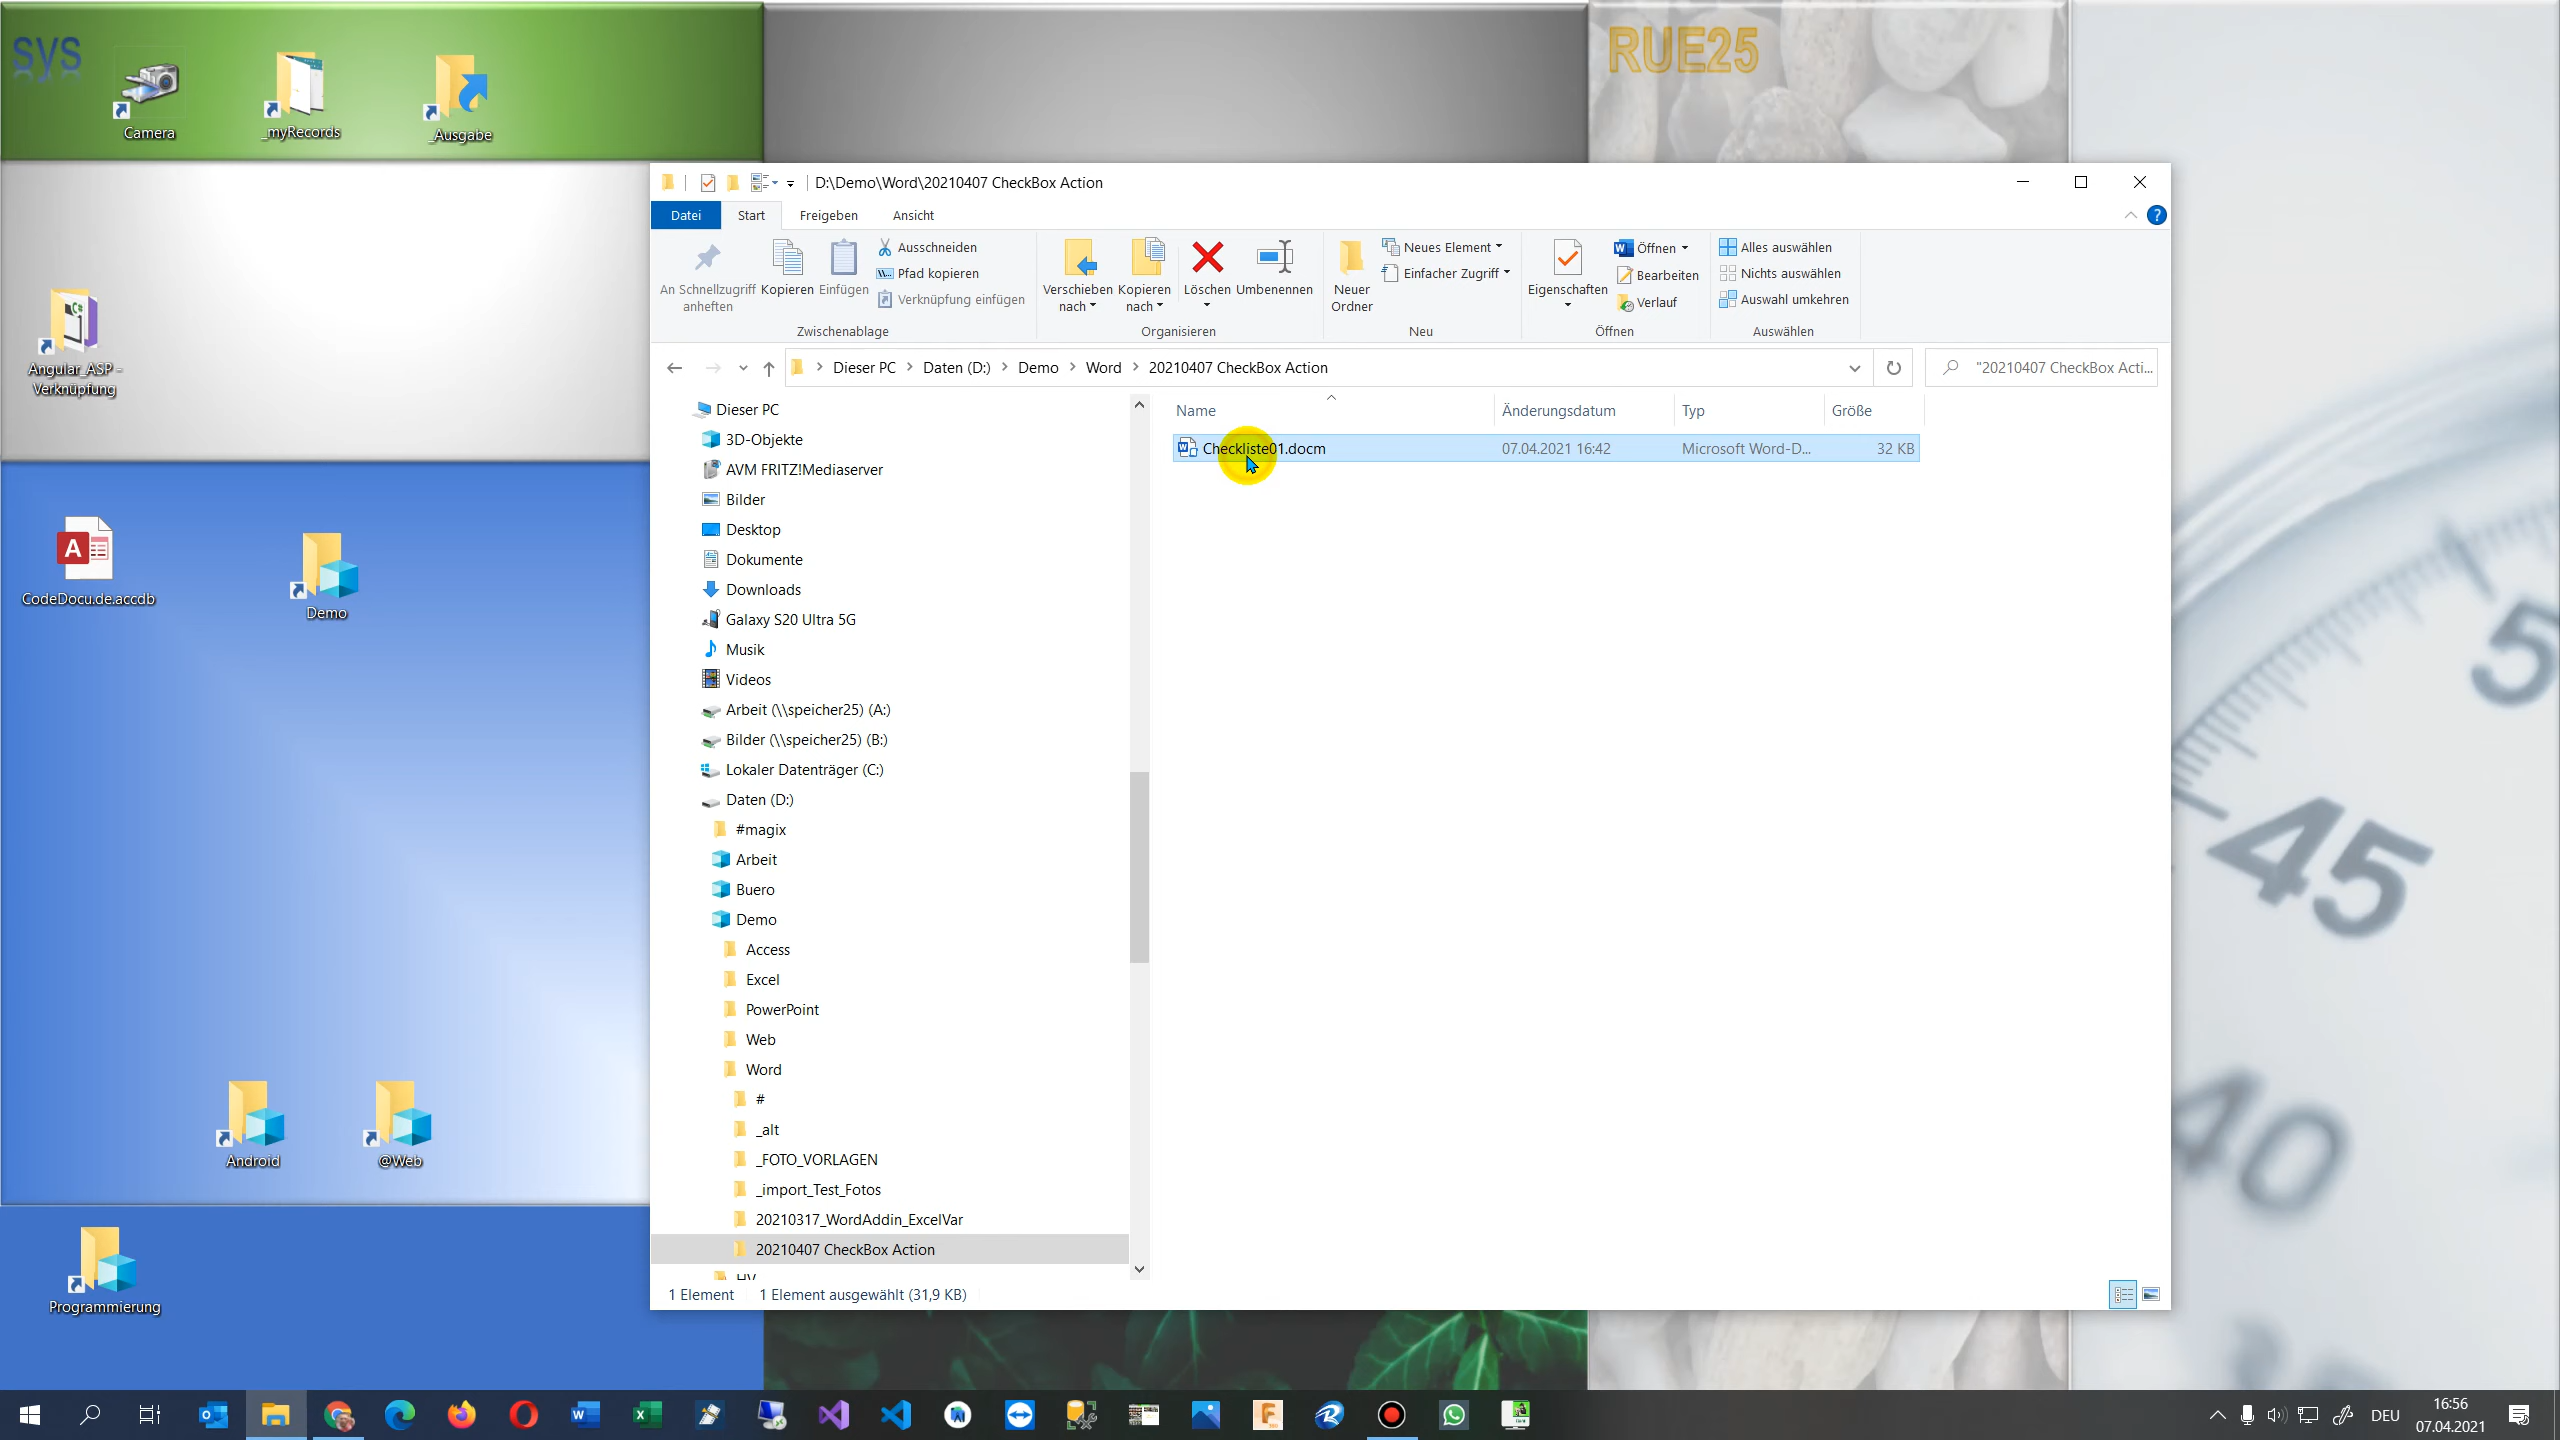 sys
RUE25
Camera
_myRecords
_Ausgabe
Angular_ASP -
Verknüpfung
CodeDocu.de.accdb
Demo
Android
@Web
Programmierung
D:\Demo\Word\20210407 CheckBox Action
Datei
Start
Freigeben
Ansicht
An Schnellzugriff
anheften
Kopieren
Einfügen
Ausschneiden
Pfad kopieren
Verknüpfung einfügen
Zwischenablage
Verschieben
nach
Kopieren
nach
Löschen
Umbenennen
Organisieren
Neuer
Ordner
Neues Element
Einfacher Zugriff
Neu
Eigenschaften
Öffnen
Bearbeiten
Verlauf
Öffnen
Alles auswählen
Nichts auswählen
Auswahl umkehren
Auswählen
Dieser PC > Daten (D:) > Demo > Word > 20210407 CheckBox Action
"20210407 CheckBox Acti...
Dieser PC
3D-Objekte
AVM FRITZ!Mediaserver
Bilder
Desktop
Dokumente
Downloads
Galaxy S20 Ultra 5G
Musik
Videos
Arbeit (\\speicher25) (A:)
Bilder (\\speicher25) (B:)
Lokaler Datenträger (C:)
Daten (D:)
#magix
Arbeit
Buero
Demo
Access
Excel
PowerPoint
Web
Word
#
_alt
_FOTO_VORLAGEN
_import_Test_Fotos
20210317_WordAddin_ExcelVar
20210407 CheckBox Action
HV
Name Änderungsdatum Typ Größe
Checkliste01.docm 07.04.2021 16:42 Microsoft Word-D... 32 KB
1 Element 1 Element ausgewählt (31,9 KB)
5
45
40
DEU
16:56
07.04.2021